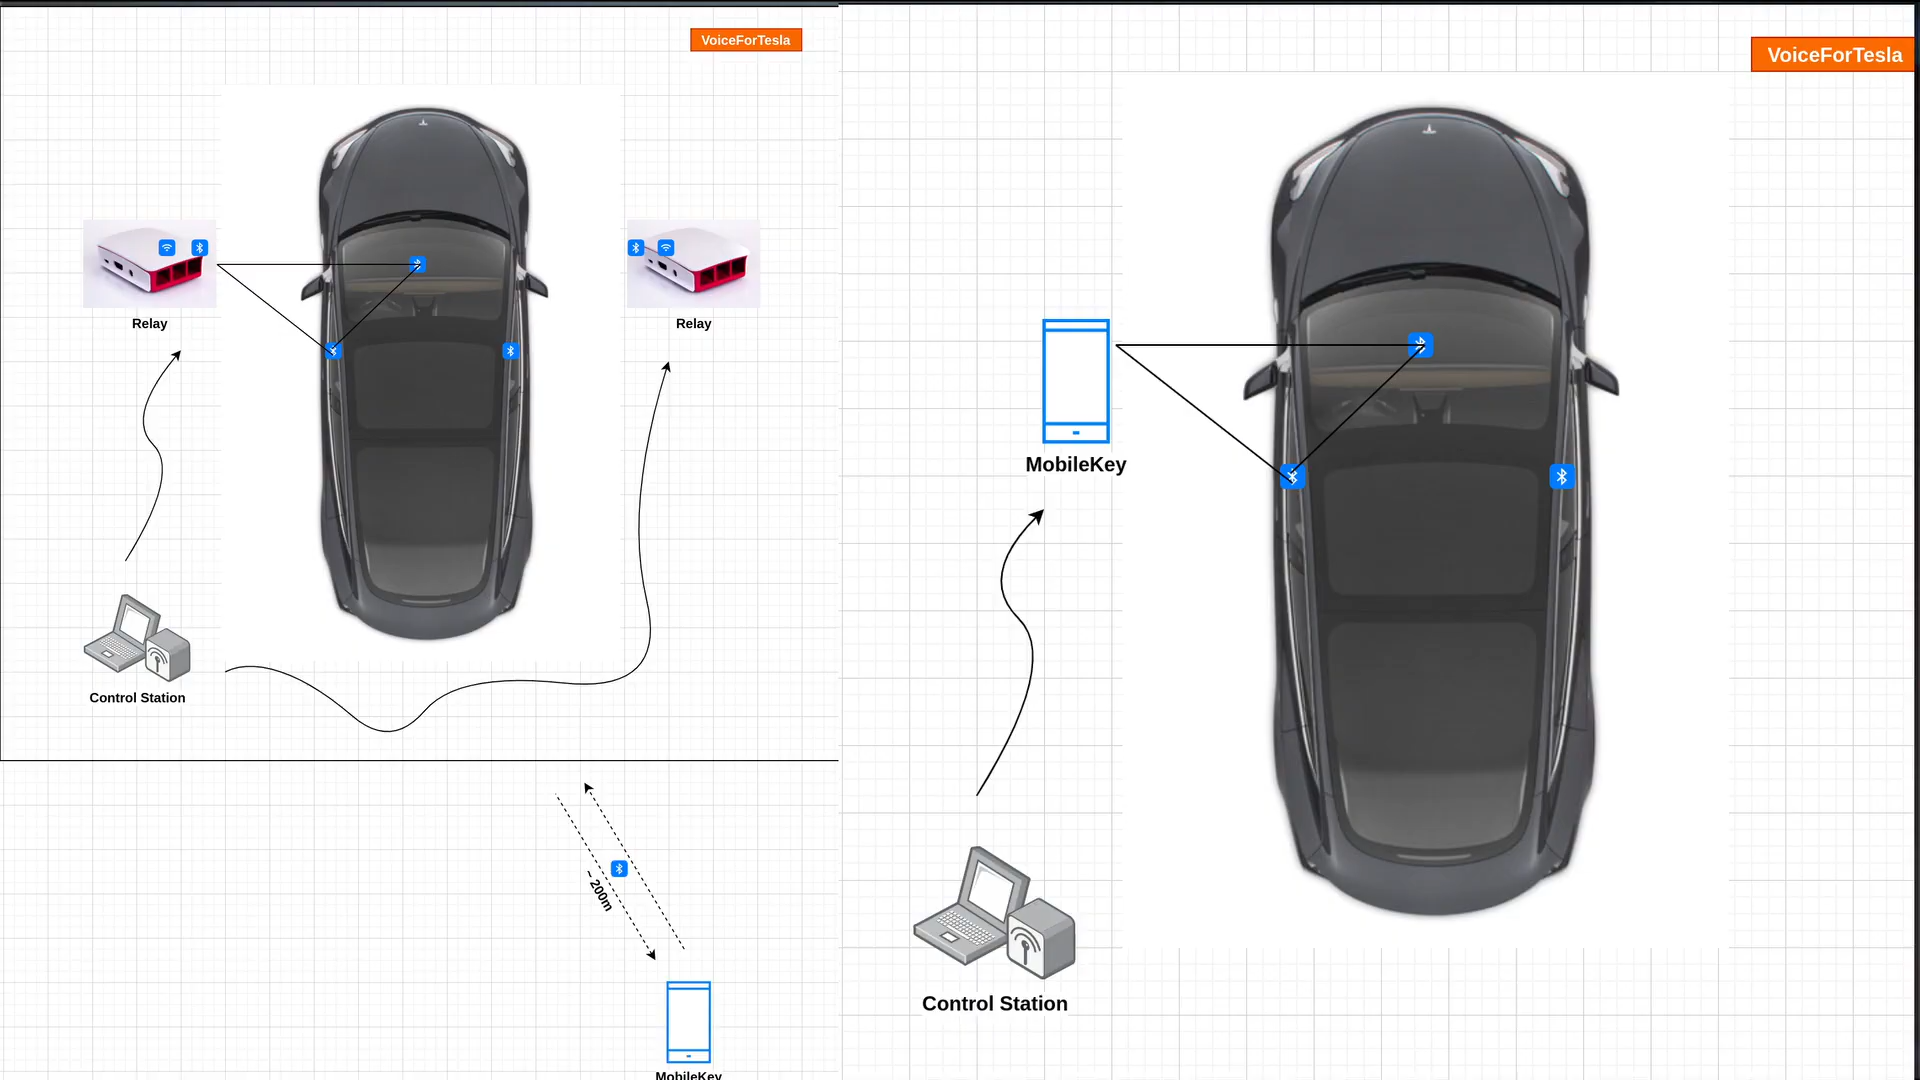 VoiceForTesla
Relay
Relay
Control Station
~ 200m
MobileKey
VoiceForTesla
MobileKey
Control Station